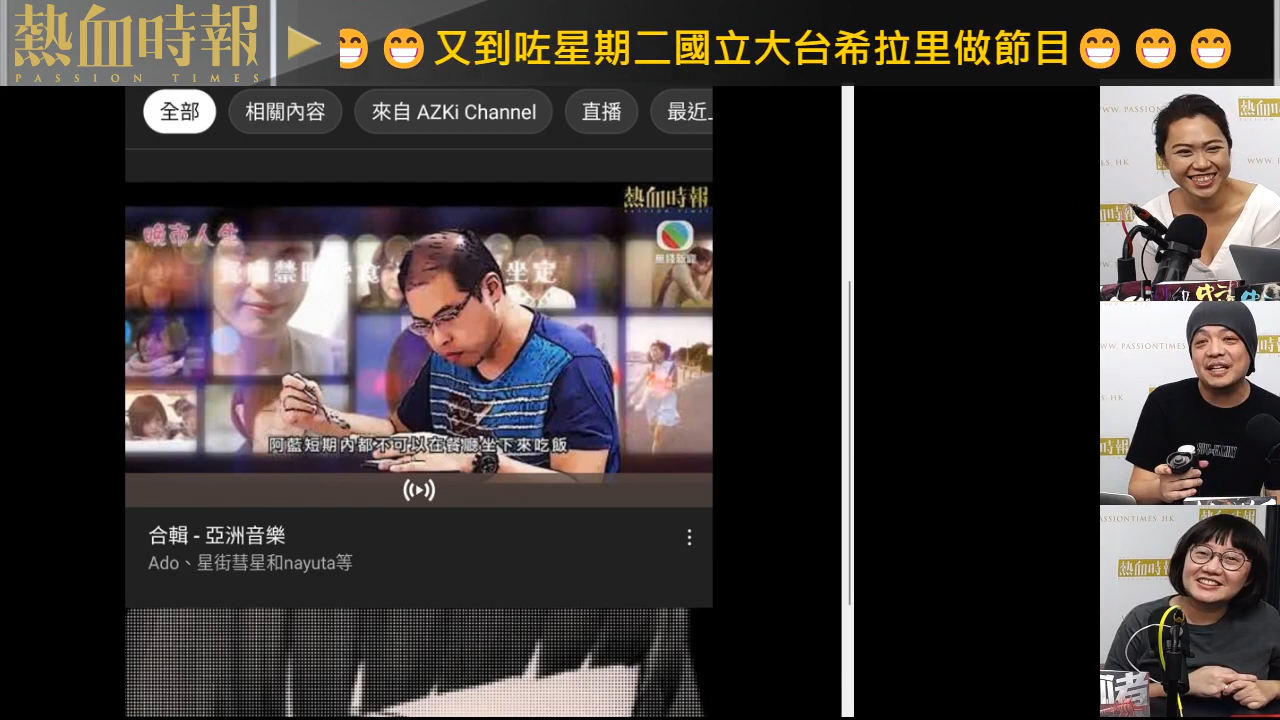 熱血時報
PASSION TIMES
又到咗星期二國立大台希拉里做節目
全部
相關內容
來自 AZKi Channel
直播
最近
熱血時報
晚市人生
坐定
無綫新聞
阿藍短期內都不可以在餐廳坐下來吃飯
合輯 - 亞洲音樂
Ado、星街彗星和nayuta等
WWW.PASSIONTIMES